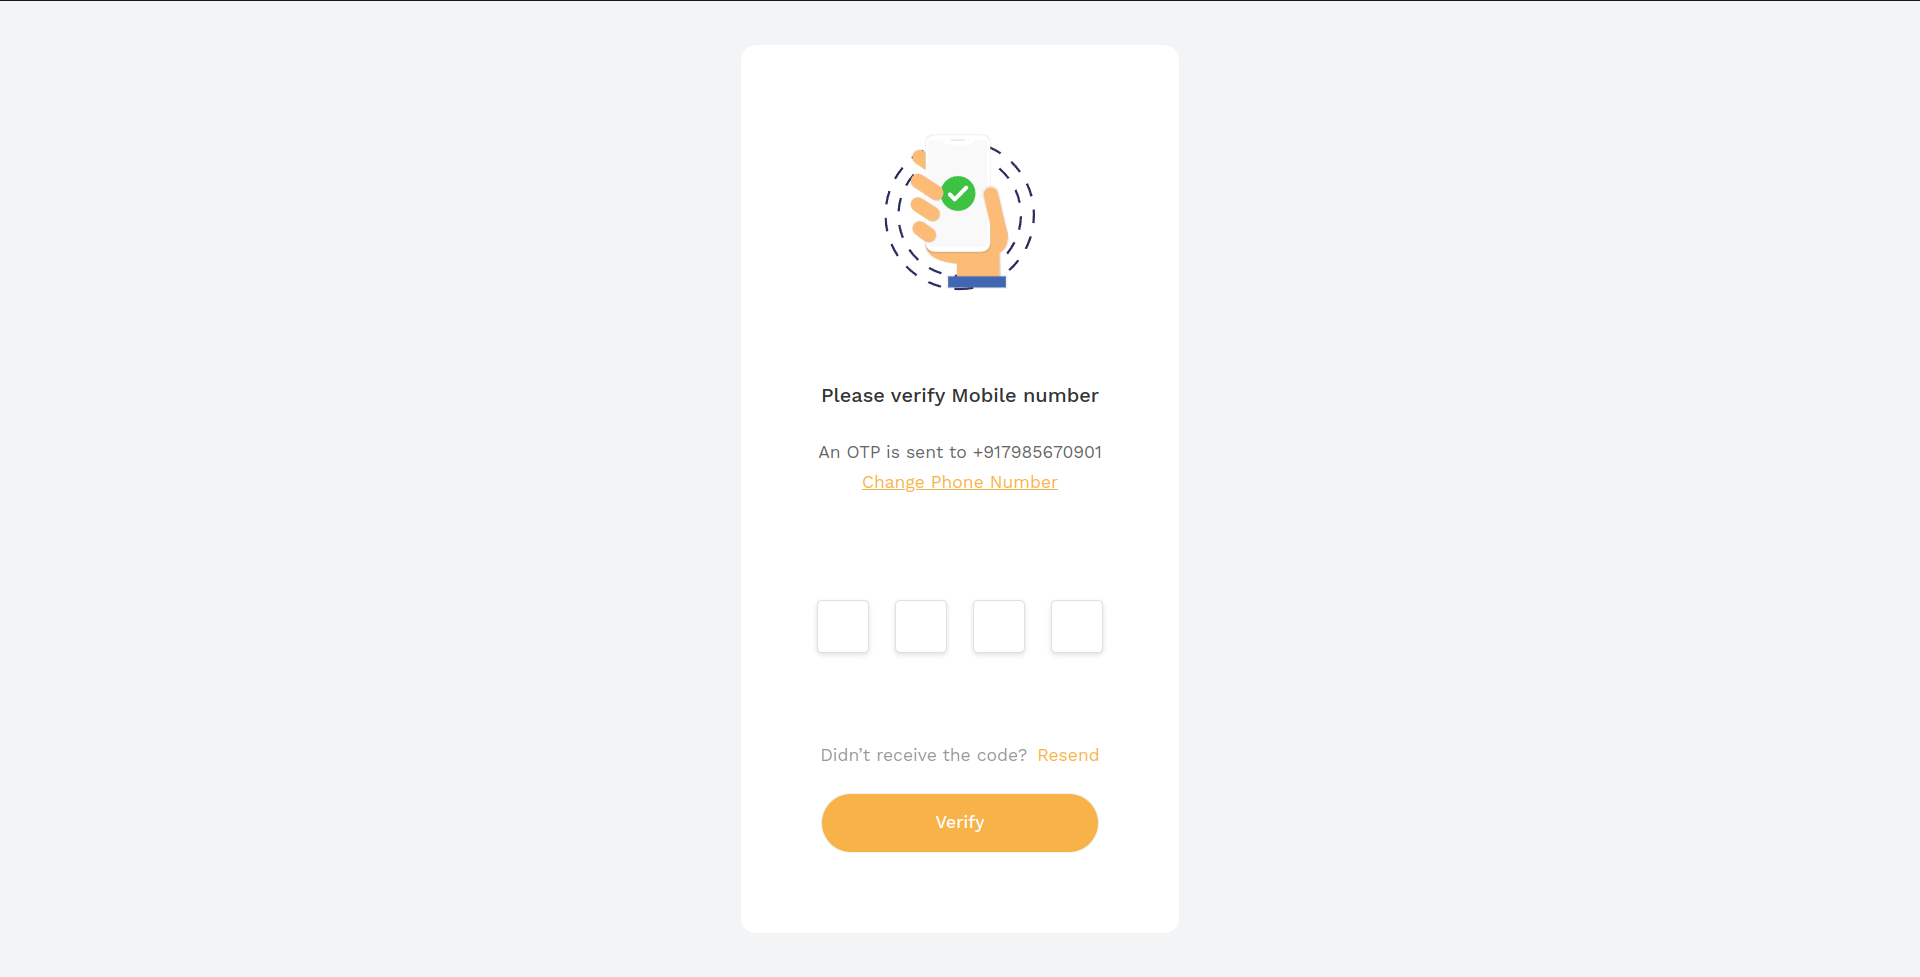 Please verify Mobile number
An OTP is sent to +917985670901
Change Phone Number
Didn’t receive the code? Resend
Verify